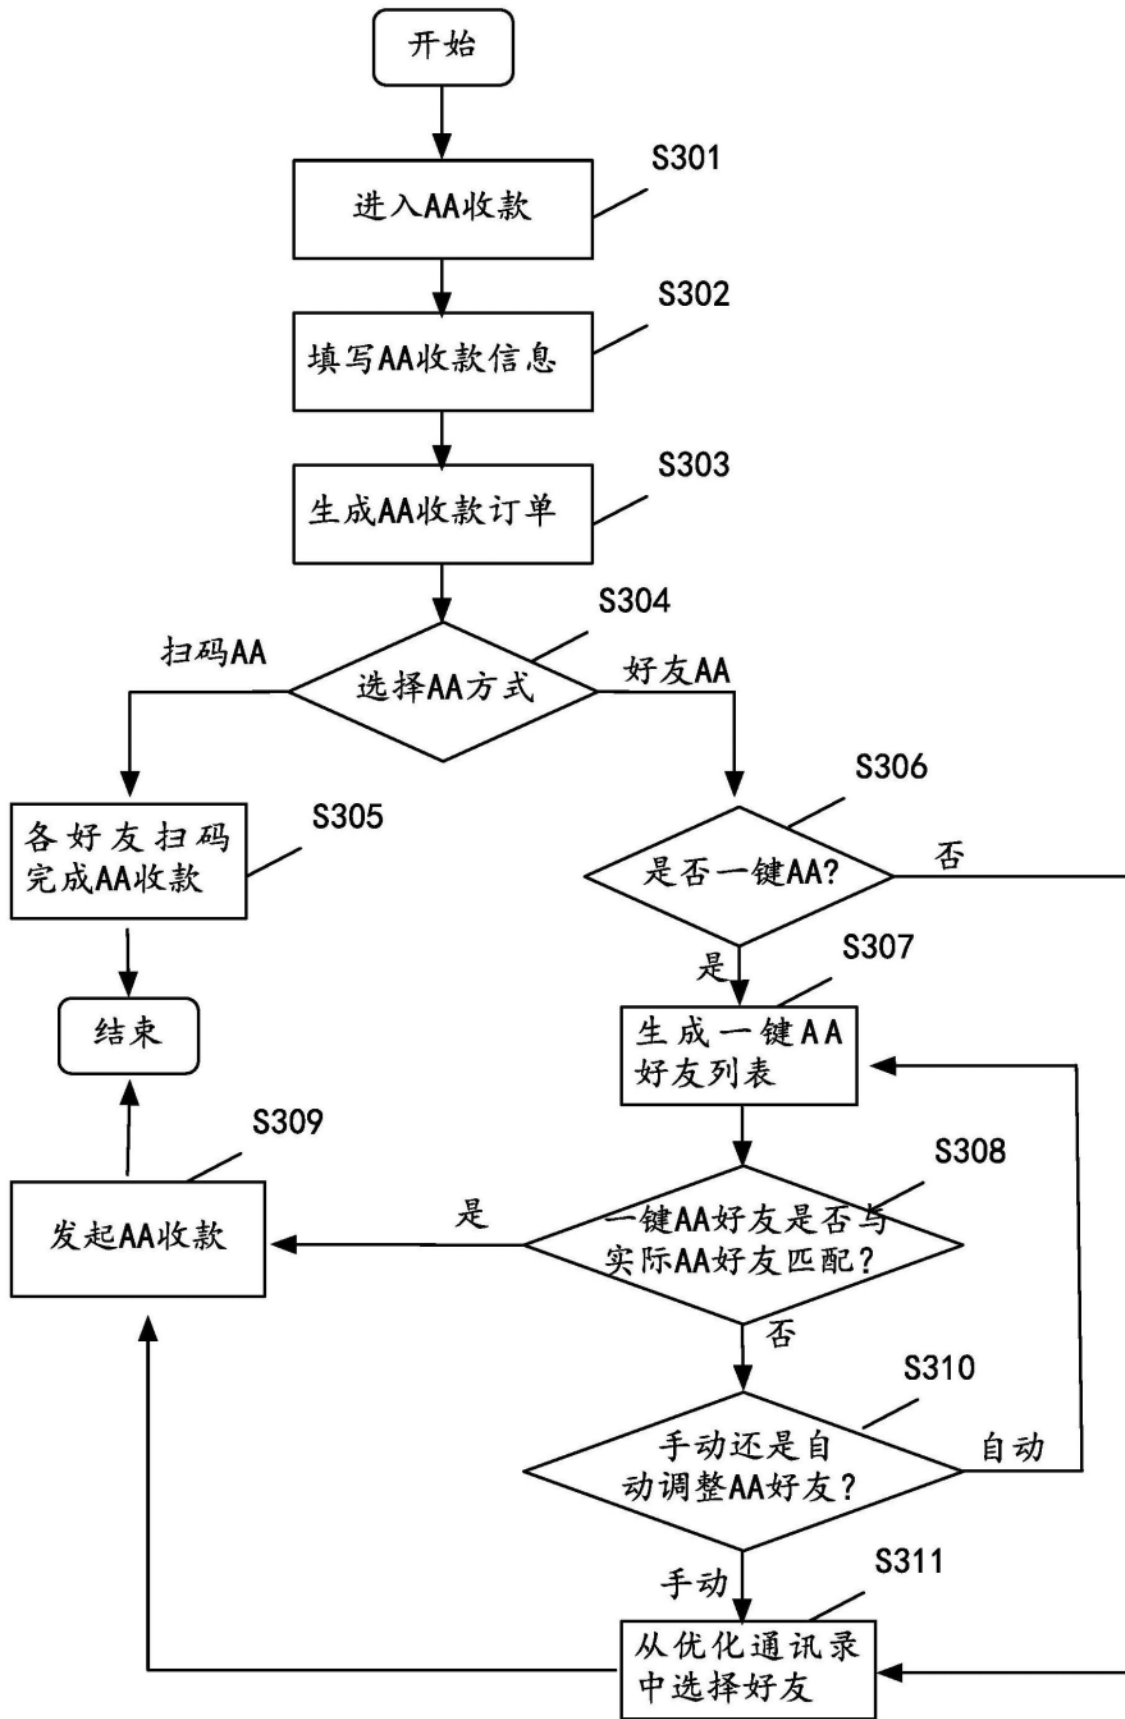 开始
S301
进入AA收款
S302
填写AA收款信息
S303
生成AA收款订单
S304
扫码AA
好友AA
选择AA方式
S306
S305
各好友扫码
完成AA收款
是否一键AA?
否
S307
是
结束
生成一键AA
好友列表
S309
S308
发起AA收款
是
一键AA好友是否与
实际AA好友匹配?
否
S310
手动还是自
动调整AA好友?
自动
S311
手动
从优化通讯录
中选择好友